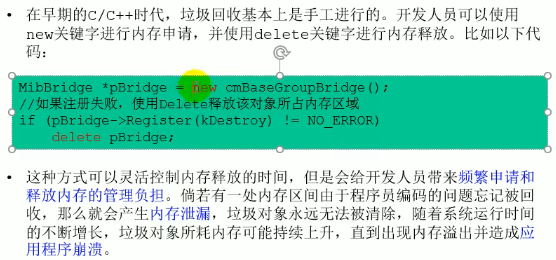 • 在早期的C/C++时代，垃圾回收基本上是手工进行的。开发人员可以使用
new关键字进行内存申请，并使用delete关键字进行内存释放。比如以下代
码：
MibBridge *pBridge = new cmBaseGroupBridge();
//如果注册失败，使用Delete释放该对象所占内存区域
if (pBridge->Register(kDestroy) != NO_ERROR)
    delete pBridge;
• 这种方式可以灵活控制内存释放的时间，但是会给开发人员带来频繁申请和
释放内存的管理负担。倘若有一处内存区间由于程序员编码的问题忘记被回
收，那么就会产生内存泄漏，垃圾对象永远无法被清除，随着系统运行时间
的不断增长，垃圾对象所耗内存可能持续上升，直到出现内存溢出并造成应
用程序崩溃。